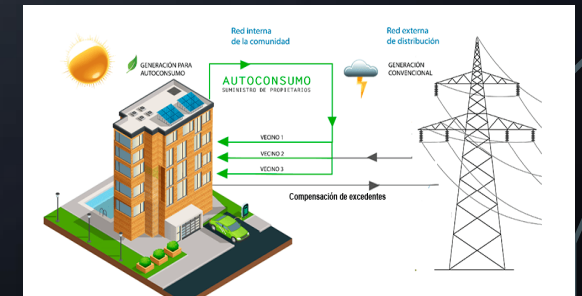 Red interna
de la comunidad
Red externa
de distribución
GENERACIÓN PARA
AUTOCONSUMO
AUTOCONSUMO
SUMINISTRO DE PROPIETARIOS
GENERACIÓN
CONVENCIONAL
VECINO 1
VECINO 2
VECINO 3
Compensación de excedentes